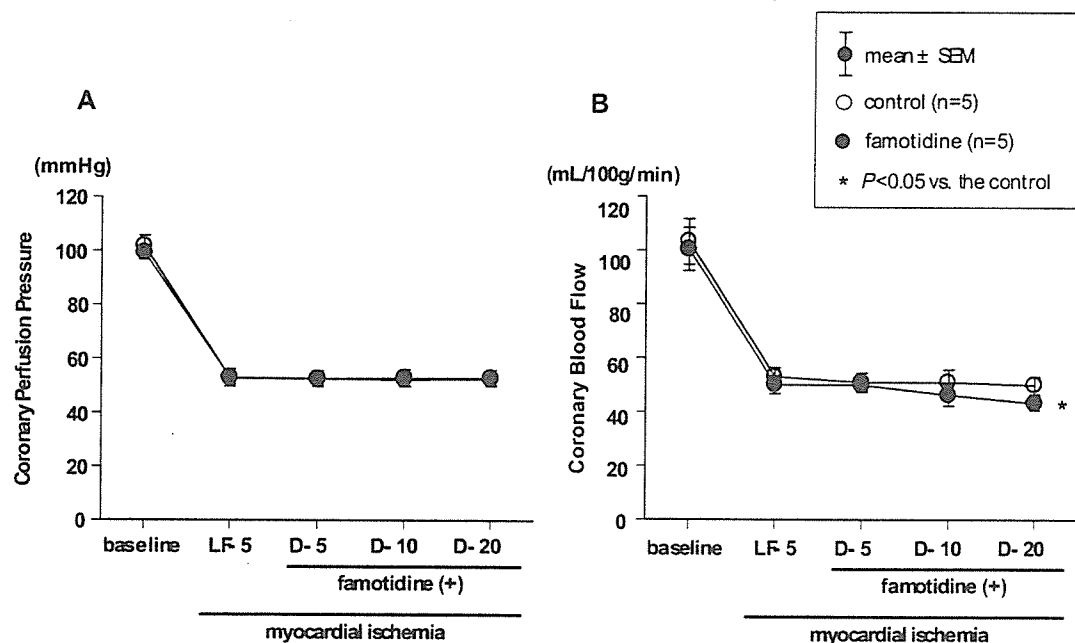 mean ± SEM
control (n=5)
famotidine (n=5)
* P<0.05 vs. the control
A
(mmHg)
Coronary Perfusion Pressure
120
100
80
60
40
20
0
baseline LF-5 D-5 D-10 D-20
famotidine (+)
myocardial ischemia
B
(mL/100g/min)
Coronary Blood Flow
120
100
80
60
40
20
0
*
baseline LF-5 D-5 D-10 D-20
famotidine (+)
myocardial ischemia